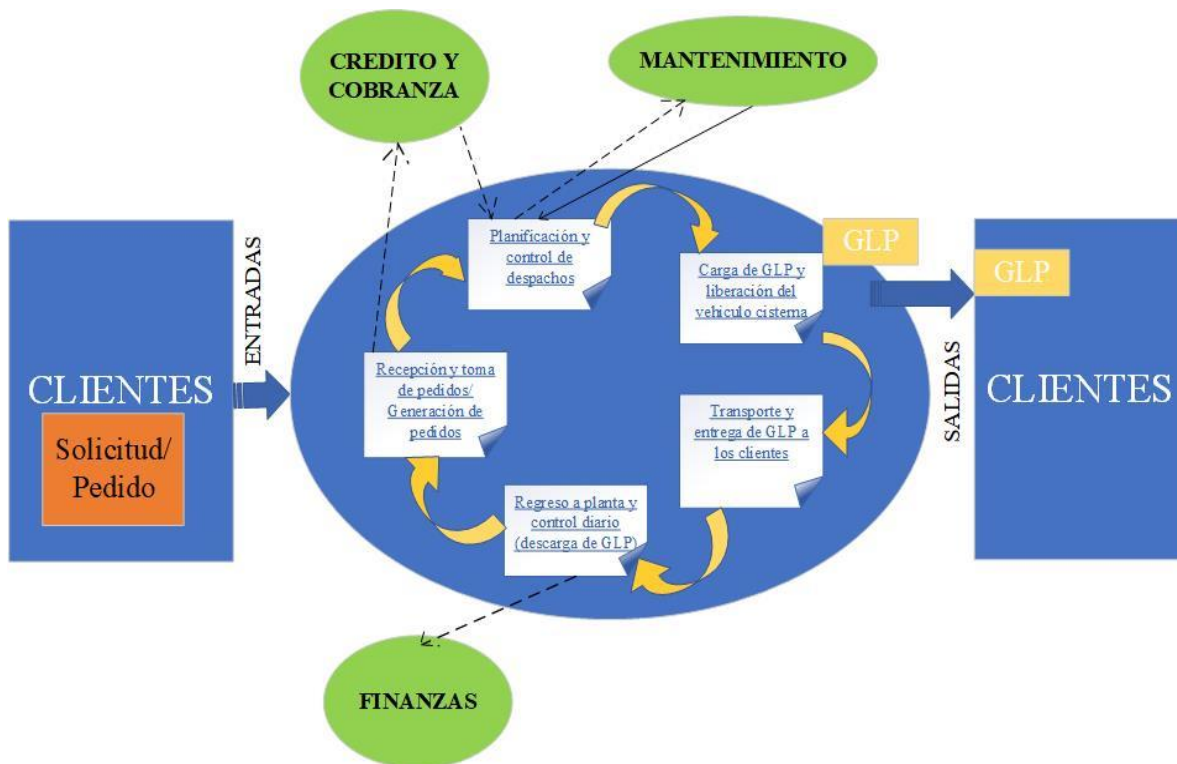 CREDITO Y
COBRANZA
MANTENIMIENTO
CLIENTES
Solicitud/
Pedido
ENTRADAS
Planificación y
control de
despachos
Carga de GLP y
liberación del
vehículo cisterna
GLP
Recepción y toma
de pedidos/
Generación de
pedidos
Transporte y
entrega de GLP a
los clientes
Regreso a planta y
control diario
(descarga de GLP)
SALIDAS
GLP
CLIENTES
FINANZAS